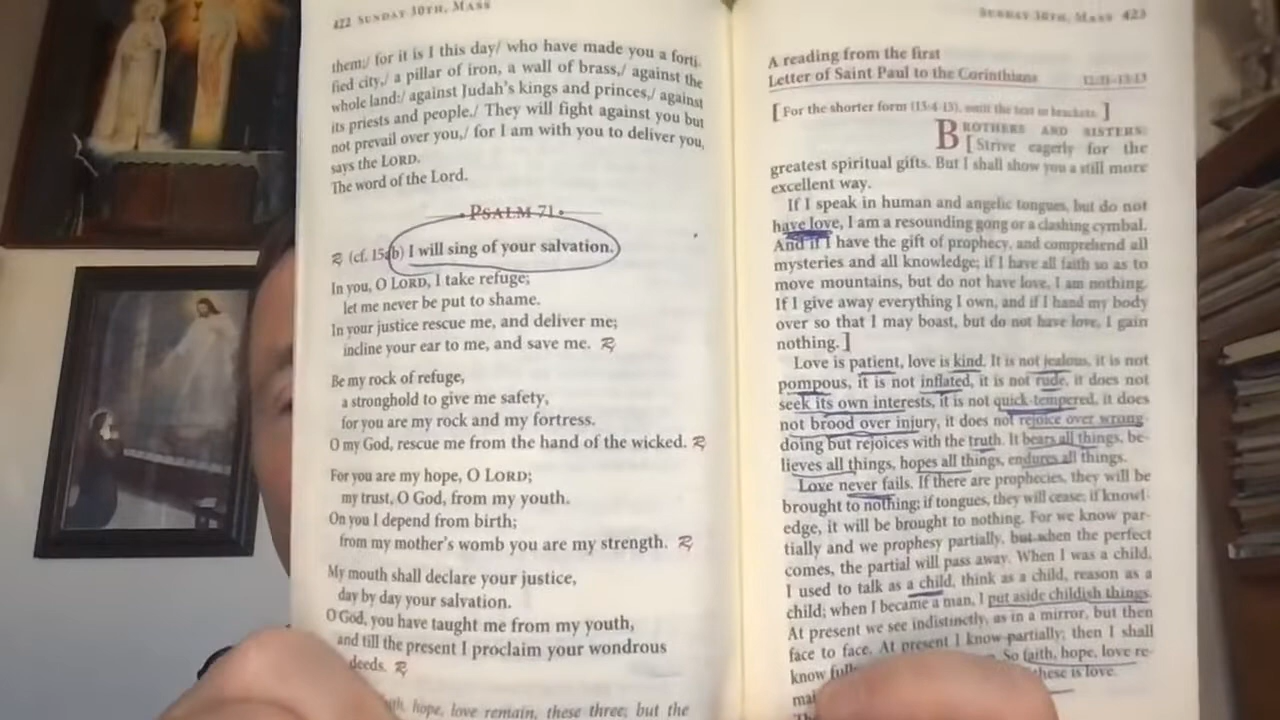 422 SUNDAY 30TH, MASS
them;/ for it is I this day/ who have made you a forti-
fied city,/ a pillar of iron, a wall of brass,/ against the
whole land:/ against Judah's kings and princes,/ against
its priests and people./ They will fight against you but
not prevail over you,/ for I am with you to deliver you,
says the LORD.
The word of the Lord.
• PSALM 71 •
℟ (cf. 15ab) I will sing of your salvation.
In you, O LORD, I take refuge;
let me never be put to shame.
In your justice rescue me, and deliver me;
incline your ear to me, and save me. ℟
Be my rock of refuge,
a stronghold to give me safety,
for you are my rock and my fortress.
O my God, rescue me from the hand of the wicked. ℟
For you are my hope, O LORD;
my trust, O God, from my youth.
On you I depend from birth;
from my mother's womb you are my strength. ℟
My mouth shall declare your justice,
day by day your salvation.
O God, you have taught me from my youth,
and till the present I proclaim your wondrous
deeds. ℟
hope, love remain, these three; but the
SUNDAY 30TH, MASS 423
A reading from the first
Letter of Saint Paul to the Corinthians 12:31–13:13
[For the shorter form (13:4-13), omit the text in brackets.]
BROTHERS AND SISTERS:
[Strive eagerly for the
greatest spiritual gifts. But I shall show you a still more
excellent way.
If I speak in human and angelic tongues, but do not
have love, I am a resounding gong or a clashing cymbal.
And if I have the gift of prophecy, and comprehend all
mysteries and all knowledge; if I have all faith so as to
move mountains, but do not have love, I am nothing.
If I give away everything I own, and if I hand my body
over so that I may boast, but do not have love, I gain
nothing.]
Love is patient, love is kind. It is not jealous, it is not
pompous, it is not inflated, it is not rude, it does not
seek its own interests, it is not quick-tempered, it does
not brood over injury, it does not rejoice over wrong-
doing but rejoices with the truth. It bears all things, be-
lieves all things, hopes all things, endures all things.
Love never fails. If there are prophecies, they will be
brought to nothing; if tongues, they will cease; if knowl-
edge, it will be brought to nothing. For we know par-
tially and we prophesy partially, but when the perfect
comes, the partial will pass away. When I was a child,
I used to talk as a child, think as a child, reason as a
child; when I became a man, I put aside childish things.
At present we see indistinctly, as in a mirror, but then
face to face. At present I know partially; then I shall
know So faith, hope, love re-
these is love.